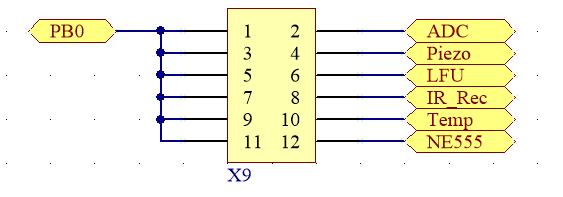 PB0 1 2 ADC
3 4 Piezo
5 6 LFU
7 8 IR_Rec
9 10 Temp
11 12 NE555
X9